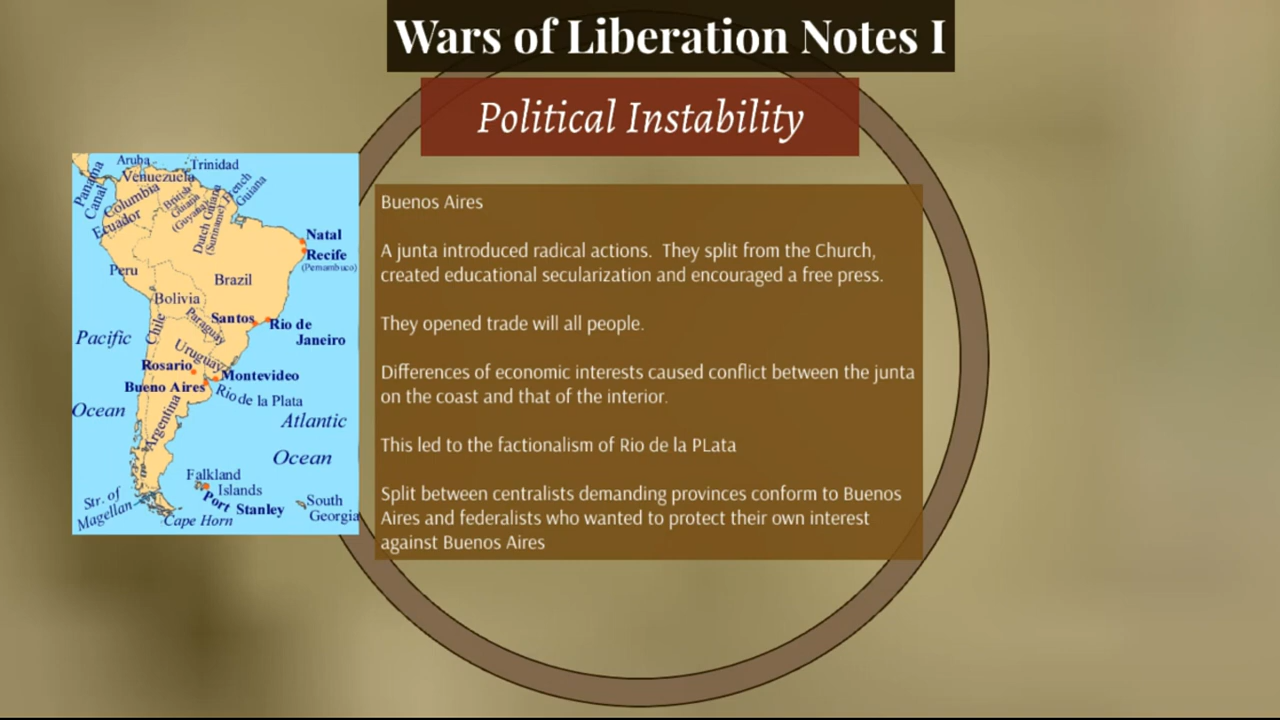 Wars of Liberation Notes I
Political Instability
Buenos Aires
A junta introduced radical actions. They split from the Church,
created educational secularization and encouraged a free press.
They opened trade will all people.
Differences of economic interests caused conflict between the junta
on the coast and that of the interior.
This led to the factionalism of Rio de la PLata
Split between centralists demanding provinces conform to Buenos
Aires and federalists who wanted to protect their own interest
against Buenos Aires
Aruba
Trinidad
Panama
Canal
Venuezuela
Columbia
Ecuador
British
Guiana
(Guyana)
Dutch Guiana
(Suriname)
French
Guiana
Natal
Recife
(Pernambuco)
Peru
Brazil
Bolivia
Pacific
Chile
Paraguay
Santos
Rio de
Janeiro
Uruguay
Rosario
Montevideo
Bueno Aires
Rio de la Plata
Ocean
Argentina
Atlantic
Ocean
Falkland
Islands
Port
Stanley
Str. of
Magellan
Cape Horn
South
Georgia